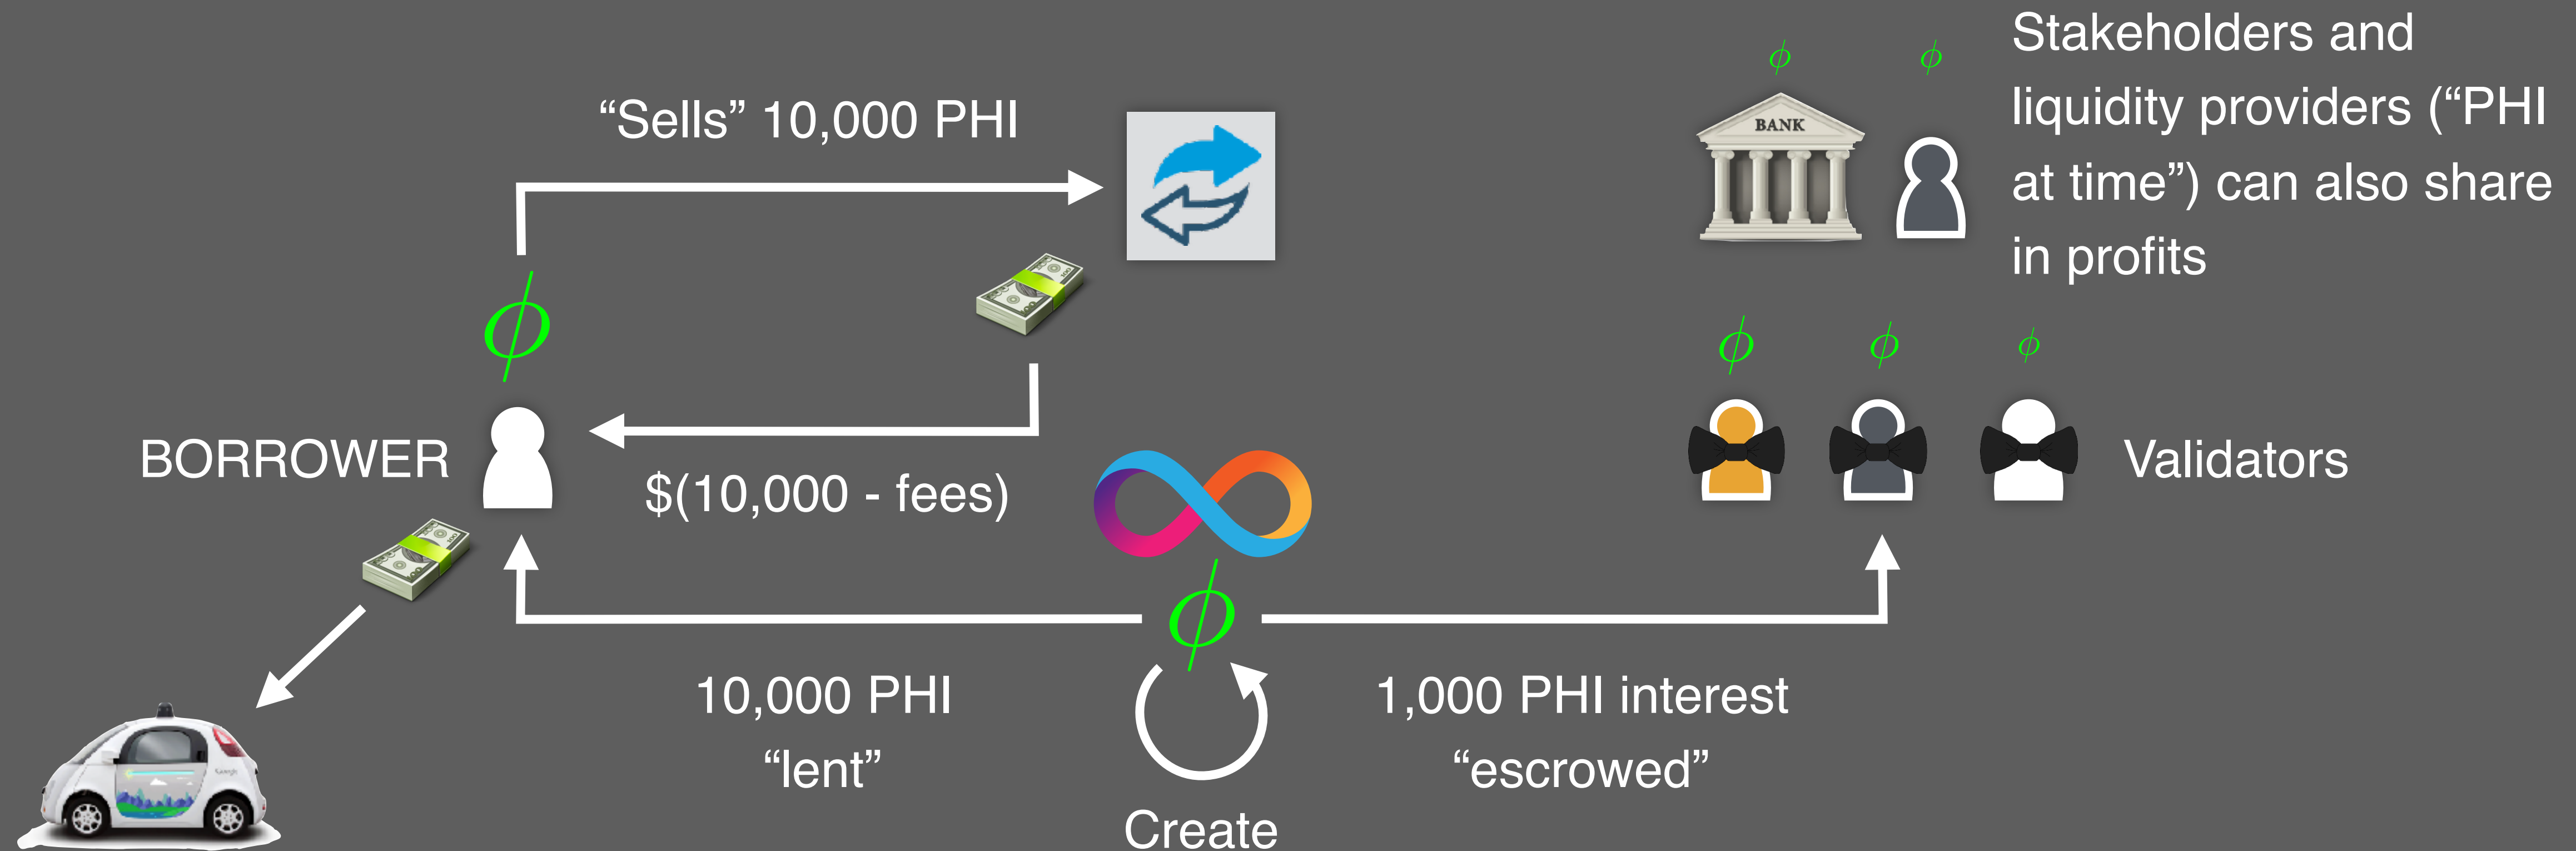 Stakeholders and
liquidity providers (“PHI
at time”) can also share
in profits
“Sells” 10,000 PHI
BANK
ϕ
ϕ
ϕ
ϕ
ϕ
ϕ
BORROWER
$(10,000 - fees)
Validators
ϕ
10,000 PHI
“lent”
1,000 PHI interest
“escrowed”
Google
Create